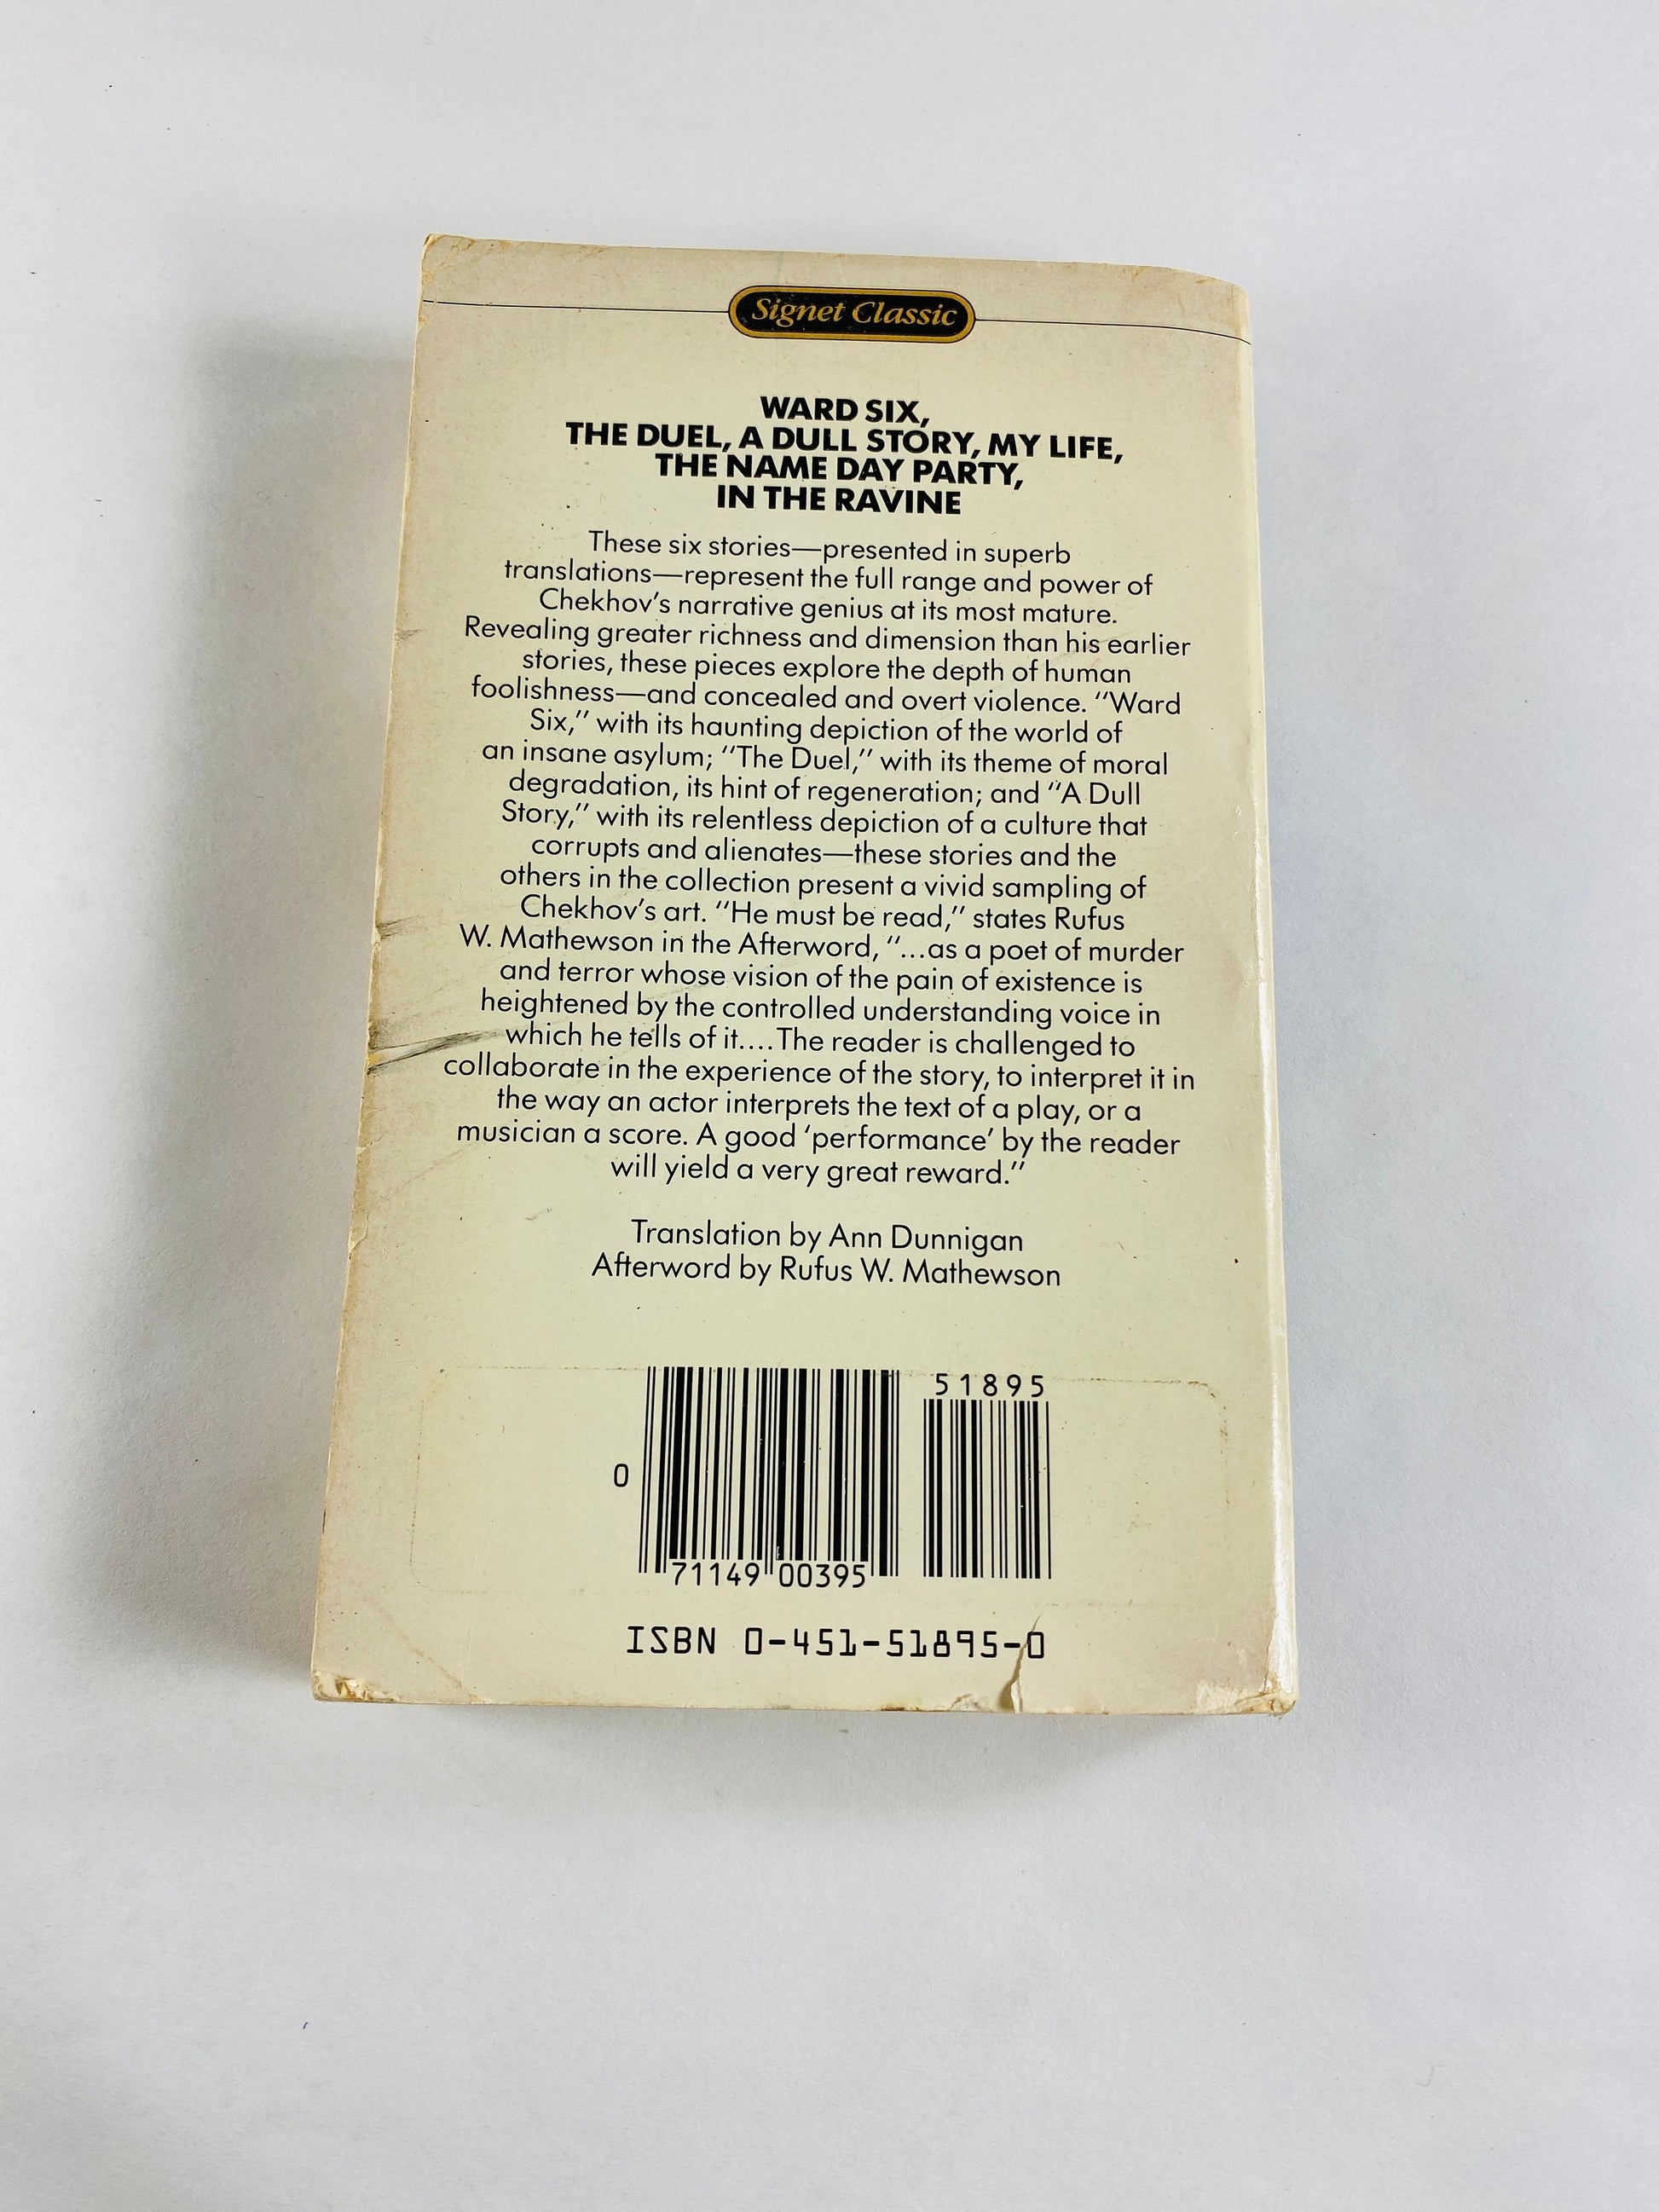 Signet Classic
WARD SIX,
THE DUEL, A DULL STORY, MY LIFE,
THE NAME DAY PARTY,
IN THE RAVINE
These six stories—presented in superb
translations—represent the full range and power of
Chekhov's narrative genius at its most mature.
Revealing greater richness and dimension than his earlier
stories, these pieces explore the depth of human
foolishness—and concealed and overt violence. "Ward
Six," with its haunting depiction of the world of
an insane asylum; "The Duel," with its theme of moral
degradation, its hint of regeneration; and "A Dull
Story," with its relentless depiction of a culture that
corrupts and alienates—these stories and the
others in the collection present a vivid sampling of
Chekhov's art. "He must be read," states Rufus
W. Mathewson in the Afterword, "...as a poet of murder
and terror whose vision of the pain of existence is
heightened by the controlled understanding voice in
which he tells of it....The reader is challenged to
collaborate in the experience of the story, to interpret it in
the way an actor interprets the text of a play, or a
musician a score. A good 'performance' by the reader
will yield a very great reward."
Translation by Ann Dunnigan
Afterword by Rufus W. Mathewson
51895
0
71149 00395
ISBN 0-451-51895-0